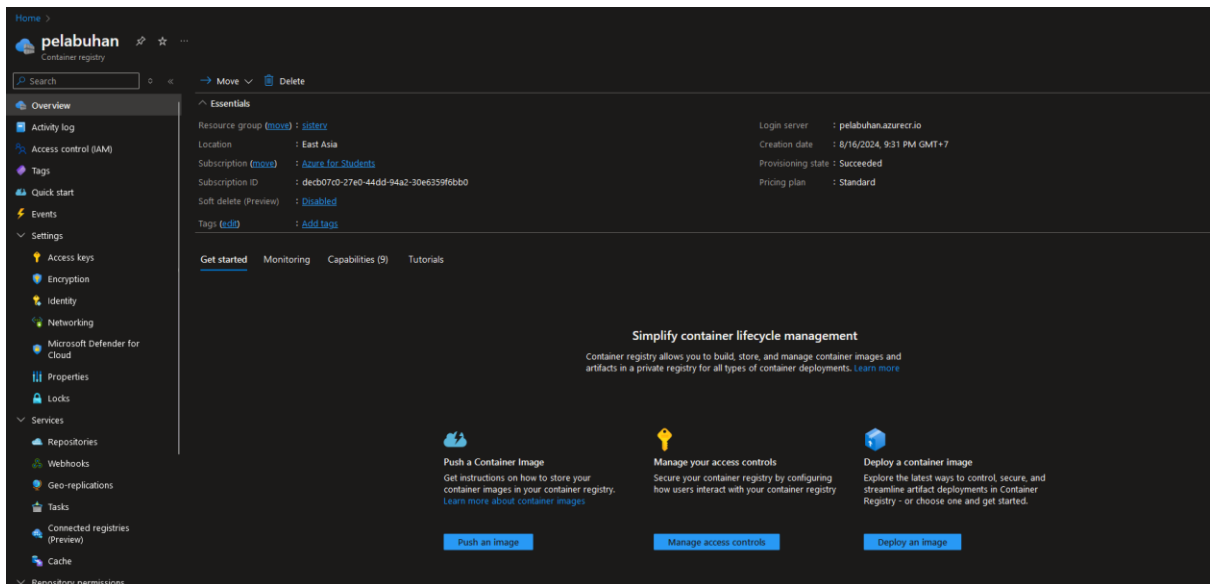 Home >
pelabuhan
Container registry
Search
Overview
Activity log
Access control (IAM)
Tags
Quick start
Events
Settings
Access keys
Encryption
Identity
Networking
Microsoft Defender for
Cloud
Properties
Locks
Services
Repositories
Webhooks
Geo-replications
Tasks
Connected registries
(Preview)
Cache
Repository permissions
Move
Delete
Essentials
Resource group (move) : sisterv
Location : East Asia
Subscription (move) : Azure for Students
Subscription ID : decb07c0-27e0-44dd-94a2-30e6359f6bb0
Soft delete (Preview) : Disabled
Tags (edit) : Add tags
Login server : pelabuhan.azurecr.io
Creation date : 8/16/2024, 9:31 PM GMT+7
Provisioning state : Succeeded
Pricing plan : Standard
Get started Monitoring Capabilities (9) Tutorials
Simplify container lifecycle management
Container registry allows you to build, store, and manage container images and
artifacts in a private registry for all types of container deployments. Learn more
Push a Container Image
Get instructions on how to store your
container images in your container registry.
Learn more about container images
Push an image
Manage your access controls
Secure your container registry by configuring
how users interact with your container registry
Manage access controls
Deploy a container image
Explore the latest ways to control, secure, and
streamline artifact deployments in Container
Registry - or choose one and get started.
Deploy an image